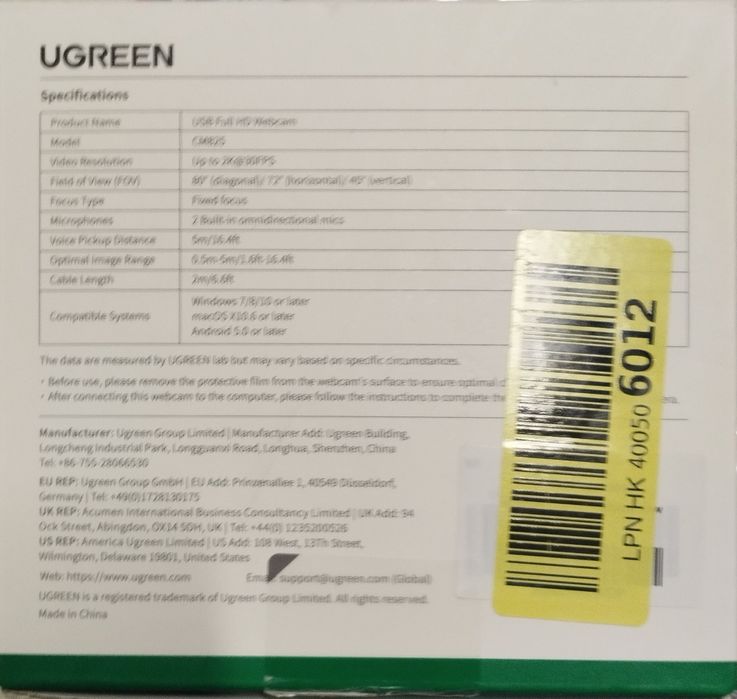 UGREEN
Specifications
Product Name USB Full HD Webcam
Model CM825
Video Resolution Up to 2K@30FPS
Field of View (FOV) 80° (diagonal)/ 72° (horizontal)/ 45° (vertical)
Focus Type Fixed focus
Microphones 2 Built-in omnidirectional mics
Voice Pickup Distance 5m/16.4ft
Optimal Image Range 0.5m-5m/1.6ft-16.4ft
Cable Length 2m/6.6ft
Compatible Systems Windows 7/8/10 or later
macOS X10.6 or later
Android 5.0 or later
The data are measured by UGREEN lab but may vary based on specific circumstances.
• Before use, please remove the protective film from the webcam's surface to ensure optimal
• After connecting this webcam to the computer, please follow the instructions to complete the
Manufacturer: Ugreen Group Limited | Manufacturer Add: Ugreen Building,
Longcheng Industrial Park, Longguanxi Road, Longhua, Shenzhen, China
Tel: +86-755-28066530
EU REP: Ugreen Group GmbH | EU Add: Prinzenallee 7, 40549 Düsseldorf,
Germany | Tel: +49(0)1728130175
UK REP: Acumen International Business Consultancy Limited | UK Add: 94
Ock Street, Abingdon, OX14 5DH, UK | Tel: +44(0) 1235200526
US REP: America Ugreen Limited | US Add: 108 West, 13Th Street,
Wilmington, Delaware 19801, United States
Web: https://www.ugreen.com Email: support@ugreen.com (Global)
UGREEN is a registered trademark of Ugreen Group Limited. All rights reserved.
Made in China
LPN HK 40050 6012